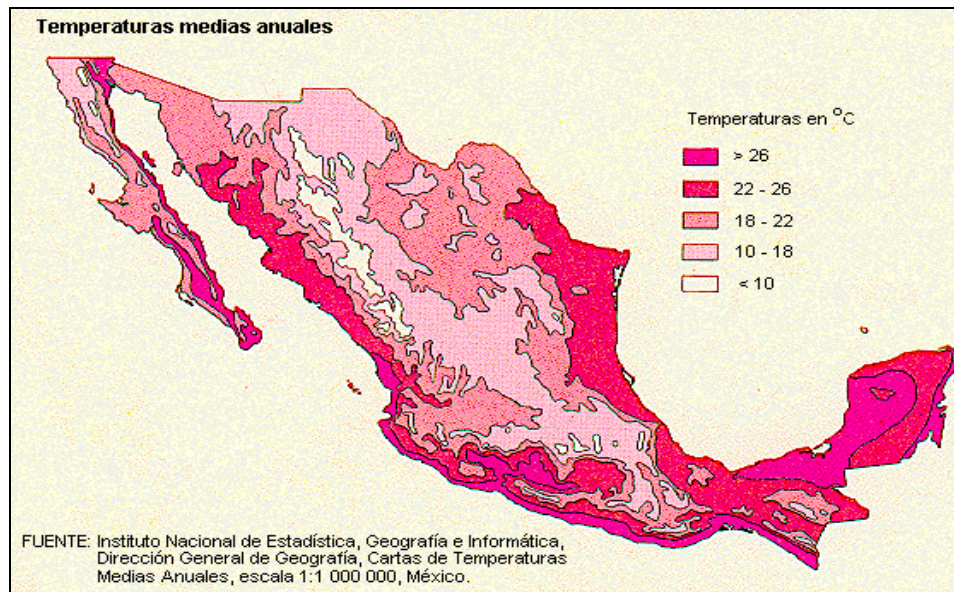 Temperaturas medias anuales
Temperaturas en °C
> 26
22 - 26
18 - 22
10 - 18
< 10
FUENTE: Instituto Nacional de Estadística, Geografía e Informática,
Dirección General de Geografía, Cartas de Temperaturas
Medias Anuales, escala 1:1 000 000, México.